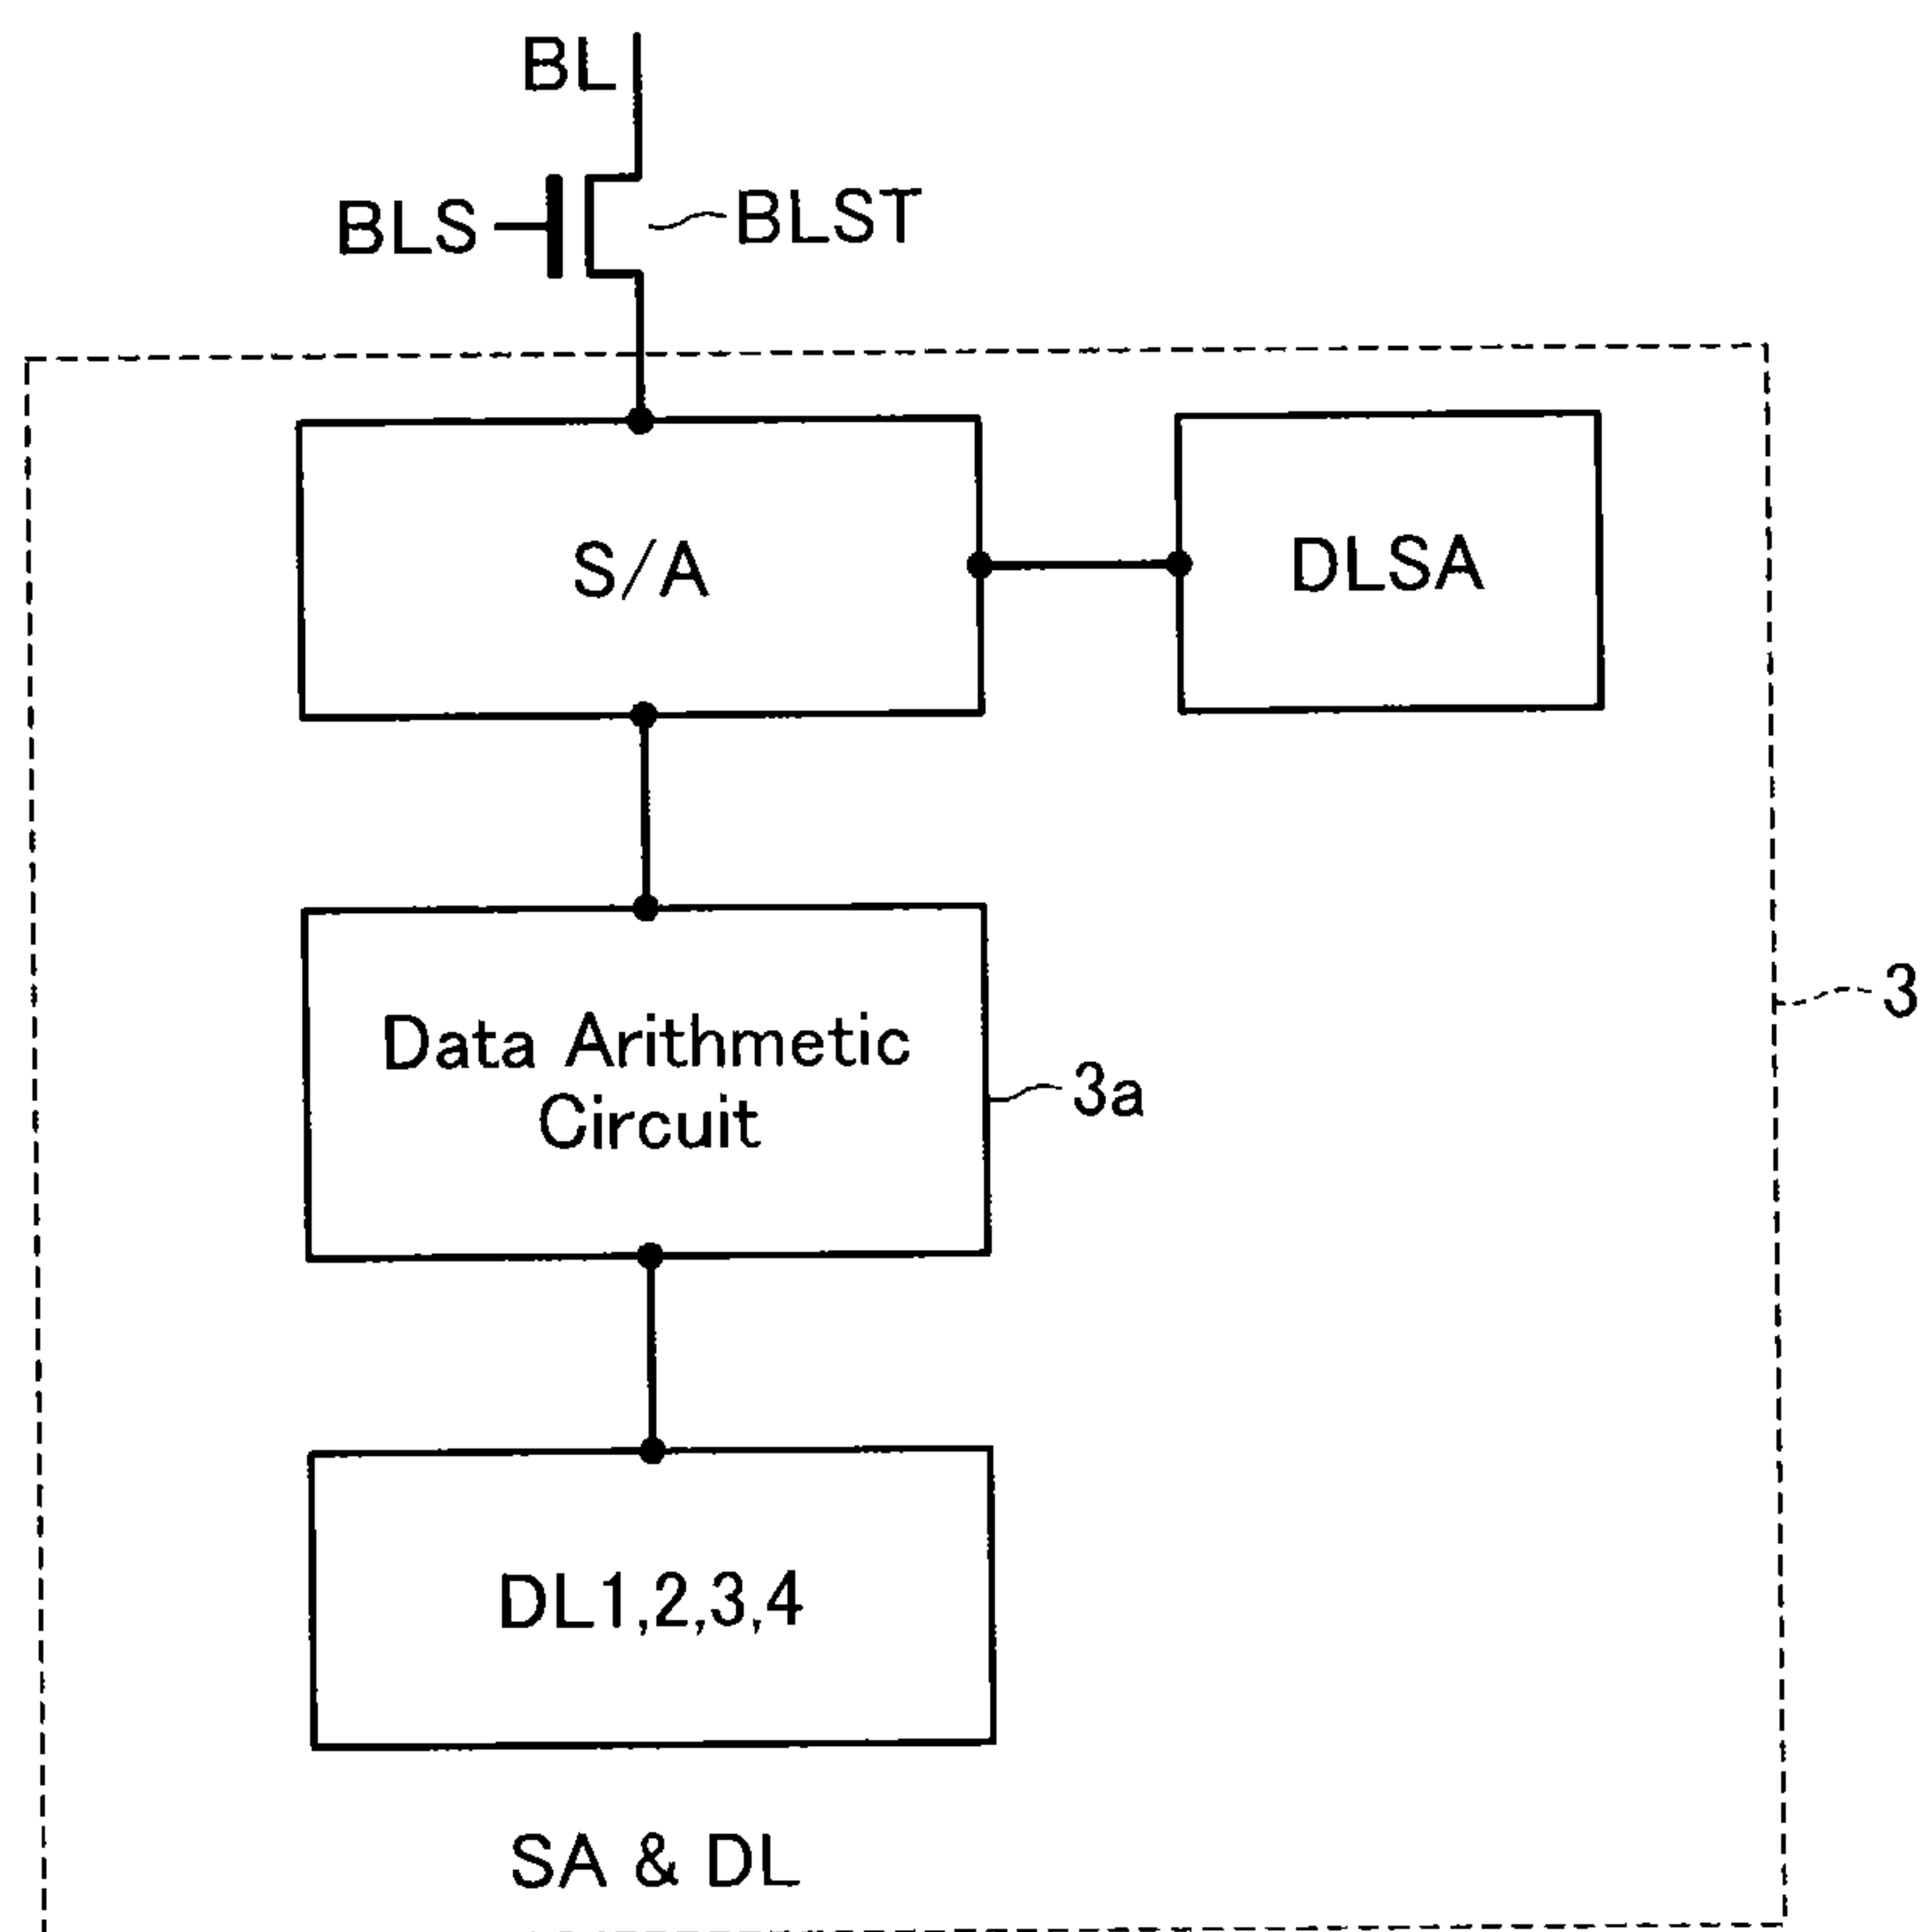 BL
BLS
BLST
S/A
DLSA
Data Arithmetic
Circuit
3
3a
DL1,2,3,4
SA & DL